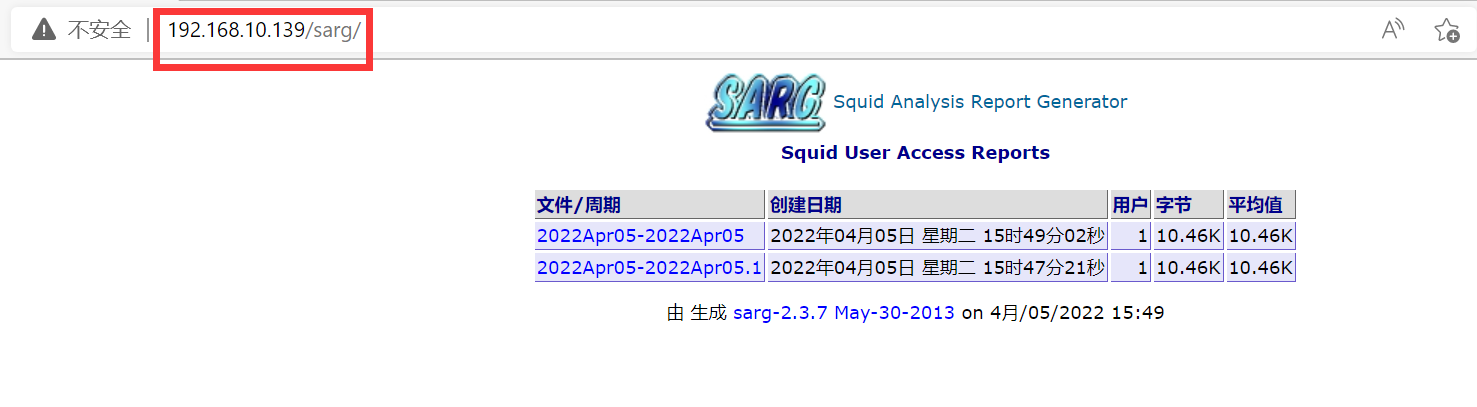 不安全 192.168.10.139/sarg/
SARG Squid Analysis Report Generator
Squid User Access Reports
文件/周期 创建日期 用户 字节 平均值
2022Apr05-2022Apr05 2022年04月05日 星期二 15时49分02秒 1 10.46K 10.46K
2022Apr05-2022Apr05.1 2022年04月05日 星期二 15时47分21秒 1 10.46K 10.46K
由 生成 sarg-2.3.7 May-30-2013 on 4月/05/2022 15:49